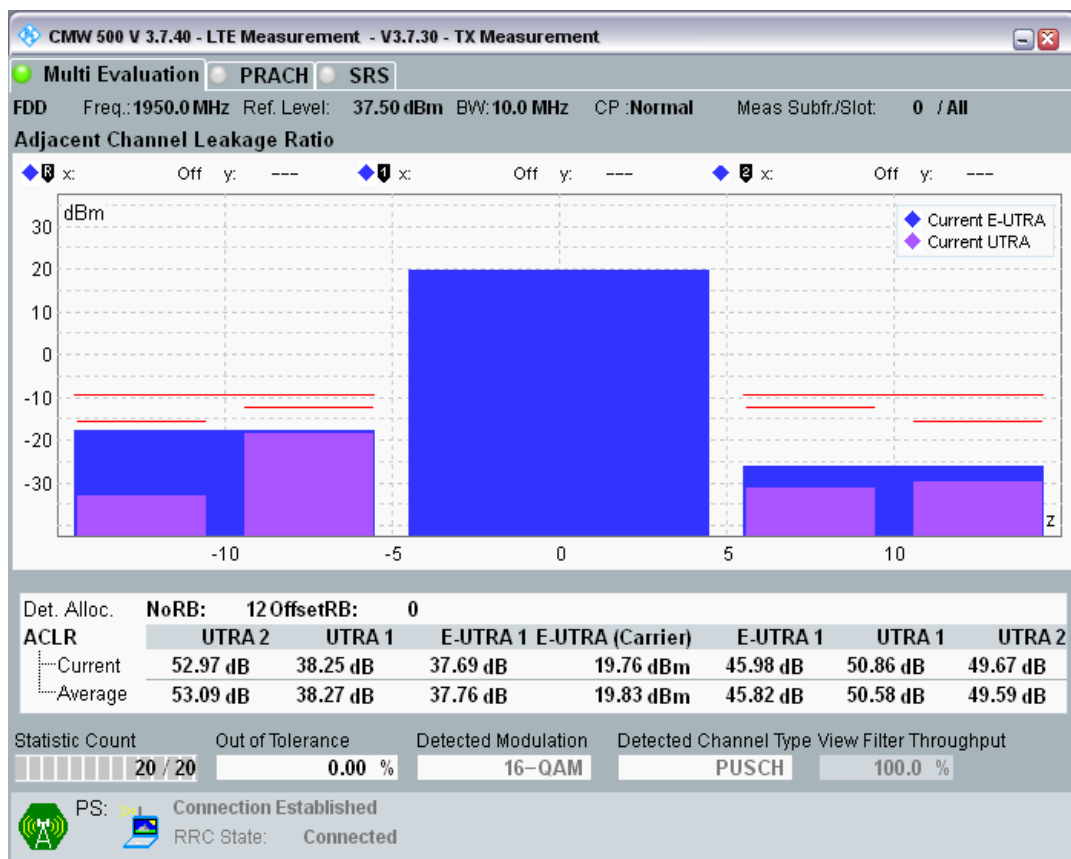 CMW 500 V 3.7.40 - LTE Measurement - V3.7.30 - TX Measurement
Multi Evaluation PRACH SRS
FDD Freq.: 1950.0 MHz Ref. Level: 37.50 dBm BW: 10.0 MHz CP :Normal Meas Subfr./Slot: 0 / All
Adjacent Channel Leakage Ratio
R x: Off y: --- 1 x: Off y: --- 2 x: Off y: ---
dBm
Current E-UTRA
Current UTRA
30
20
10
0
-10
-20
-30
z
-10 -5 0 5 10
Det. Alloc. NoRB: 12 OffsetRB: 0
ACLR UTRA 2 UTRA 1 E-UTRA 1 E-UTRA (Carrier) E-UTRA 1 UTRA 1 UTRA 2
Current 52.97 dB 38.25 dB 37.69 dB 19.76 dBm 45.98 dB 50.86 dB 49.67 dB
Average 53.09 dB 38.27 dB 37.76 dB 19.83 dBm 45.82 dB 50.58 dB 49.59 dB
Statistic Count Out of Tolerance Detected Modulation Detected Channel Type View Filter Throughput
20 / 20 0.00 % 16-QAM PUSCH 100.0 %
PS: Connection Established
RRC State: Connected